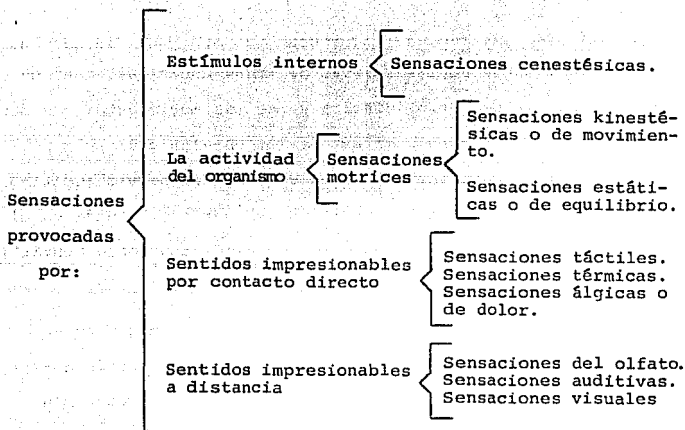 Sensaciones
provocadas
por:
Estímulos internos
Sensaciones cenestésicas.
La actividad
del organismo
Sensaciones
motrices
Sensaciones kinesté-
sicas o de movimien-
to.
Sensaciones estáti-
cas o de equilibrio.
Sentidos impresionables
por contacto directo
Sensaciones táctiles.
Sensaciones térmicas.
Sensaciones álgicas o
de dolor.
Sentidos impresionables
a distancia
Sensaciones del olfato.
Sensaciones auditivas.
Sensaciones visuales